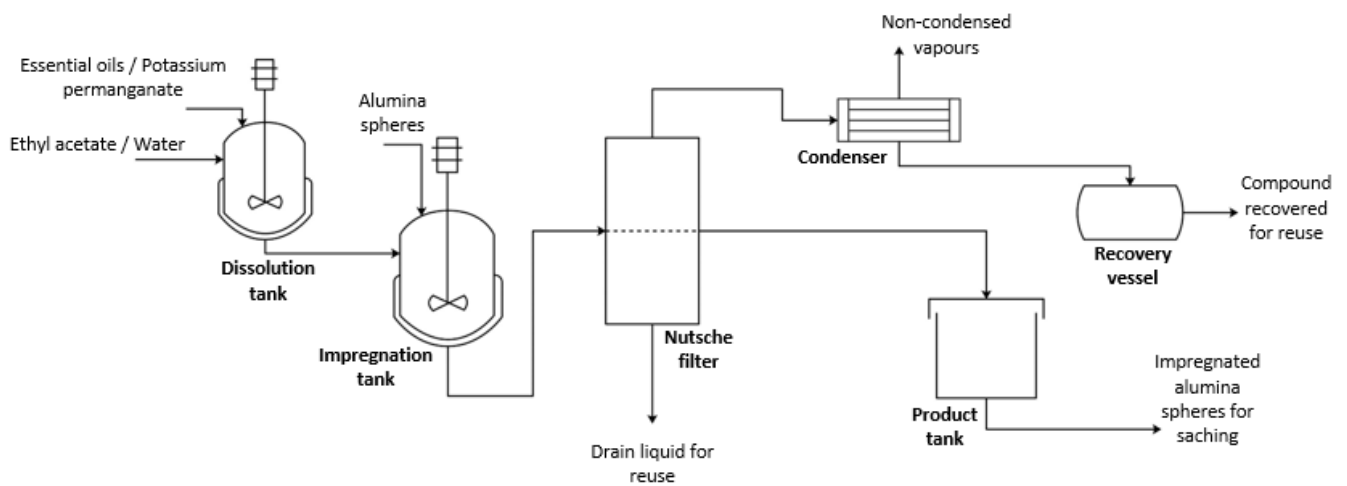 Essential oils / Potassium
permanganate
Ethyl acetate / Water
Dissolution
tank
Alumina
spheres
Impregnation
tank
Nutsche
filter
Drain liquid for
reuse
Non-condensed
vapours
Condenser
Recovery
vessel
Compound
recovered
for reuse
Product
tank
Impregnated
alumina
spheres for
saching